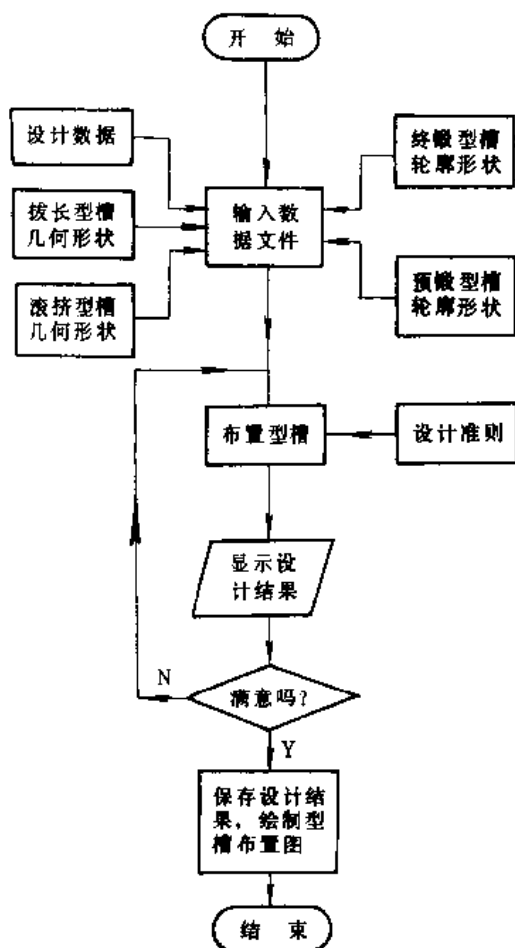 开 始
设计数据
拔长型槽
几何形状
滚挤型槽
几何形状
输入数
据文件
终锻型槽
轮廓形状
预锻型槽
轮廓形状
布置型槽
设计准则
显示设
计结果
满意吗?
N
Y
保存设计结
果，绘制型
槽布置图
结 束